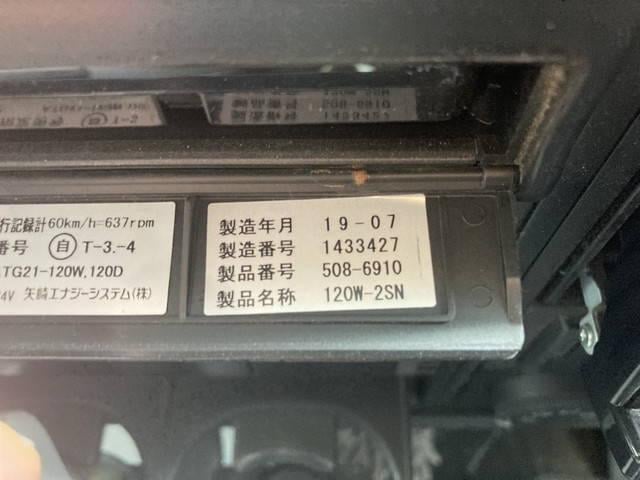 行記録計60km/h=637rpm
番号 自 T-3.-4
ATG21-120W,120D
24V 矢崎エナジーシステム(株)
製造年月 19-07
製造番号 1433427
製品番号 508-6910
製品名称 120W-2SN